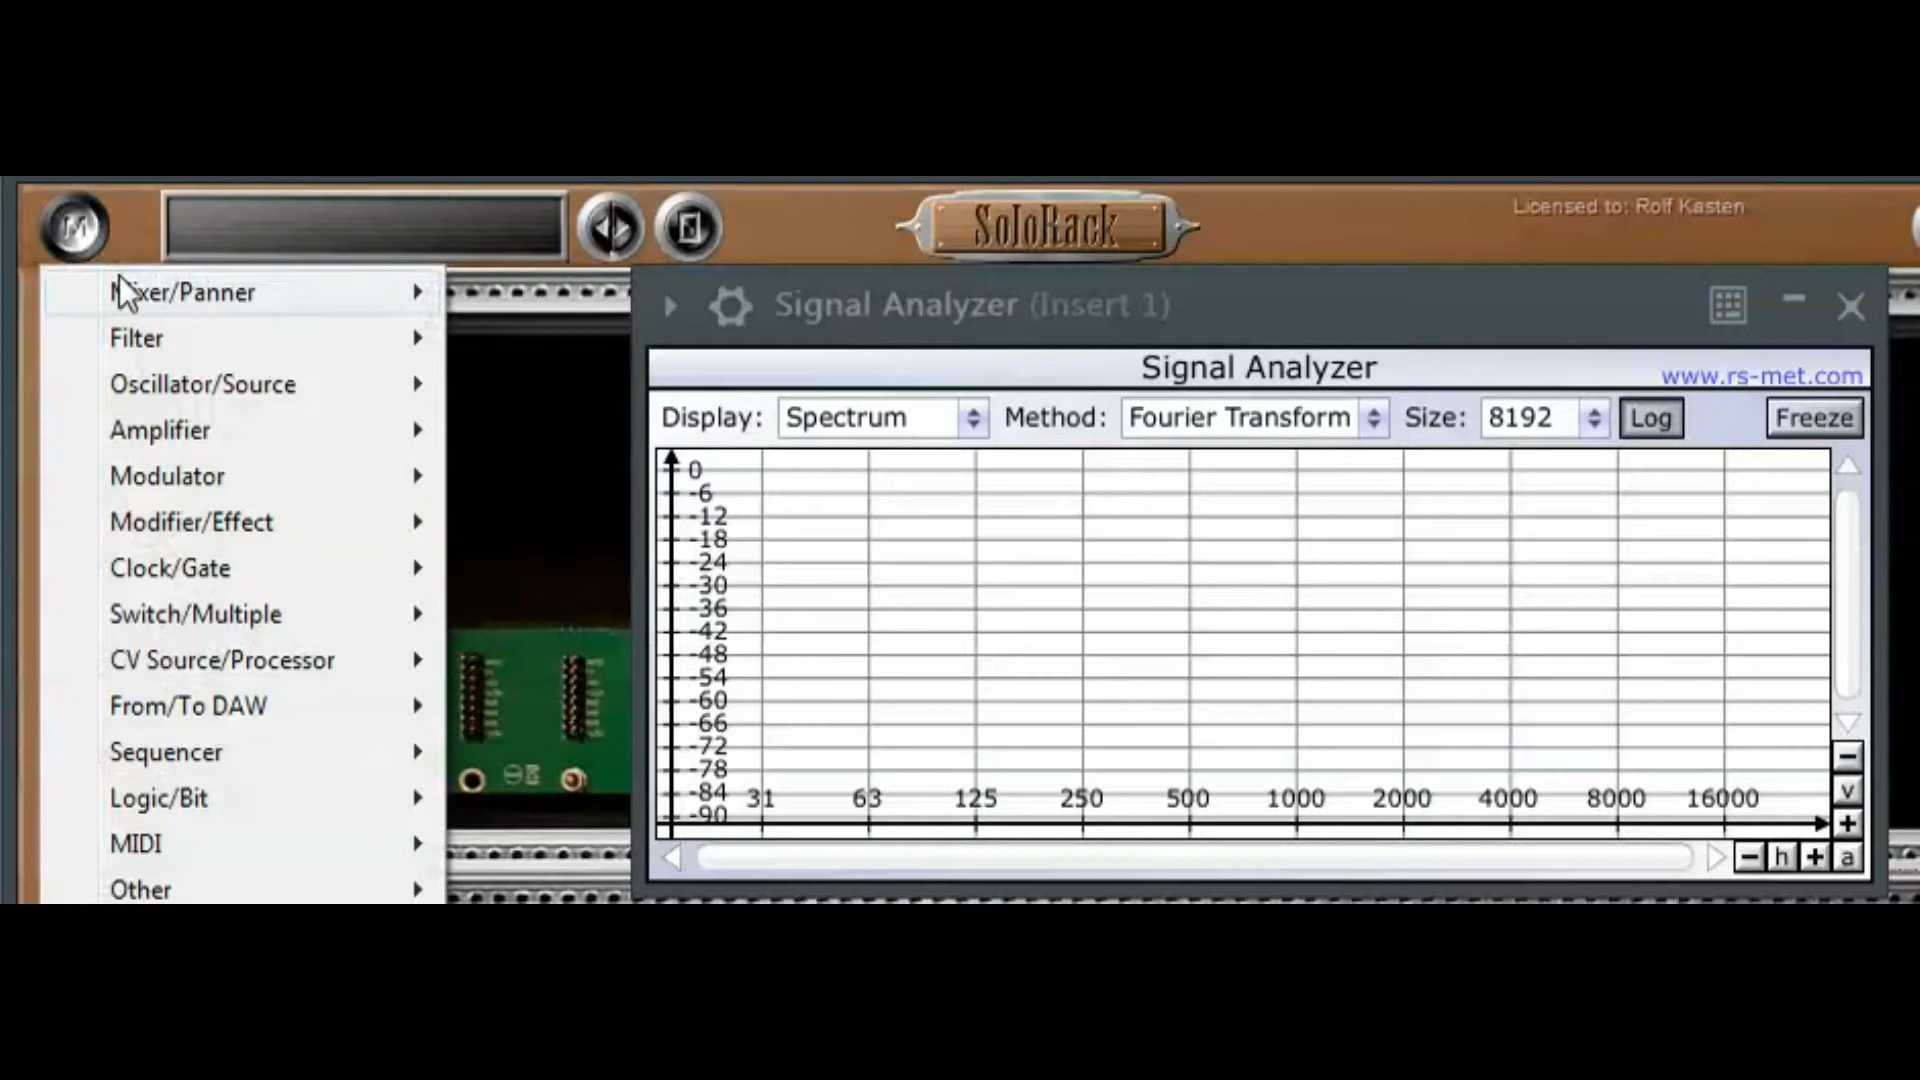 M
SoloRack
Licensed to: Rolf Kasten
Mixer/Panner
Filter
Oscillator/Source
Amplifier
Modulator
Modifier/Effect
Clock/Gate
Switch/Multiple
CV Source/Processor
From/To DAW
Sequencer
Logic/Bit
MIDI
Other
Signal Analyzer (Insert 1)
Signal Analyzer
www.rs-met.com
Display: Spectrum Method: Fourier Transform Size: 8192 Log Freeze
0
-6
-12
-18
-24
-30
-36
-42
-48
-54
-60
-66
-72
-78
-84
-90
31 63 125 250 500 1000 2000 4000 8000 16000
v
+
- h + a